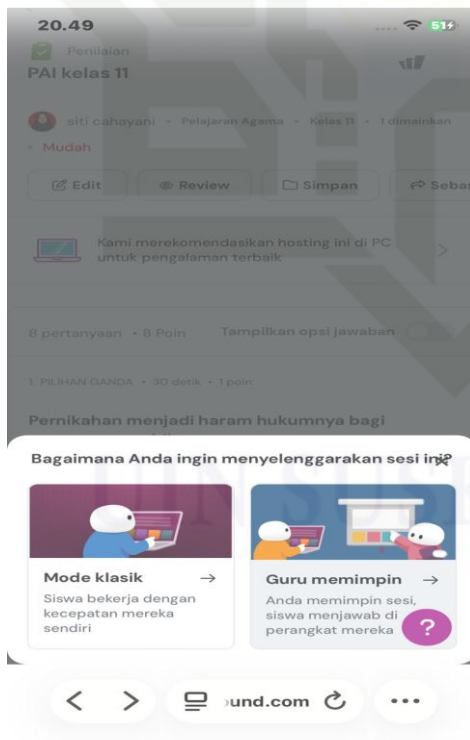 20.49
51
Penilaian
PAI kelas 11
siti cahayani - Pelajaran Agama - Kelas 11 - 1 dimainkan
• Mudah
Edit
Review
Simpan
Sebar
Kami merekomendasikan hosting ini di PC
untuk pengalaman terbaik
8 pertanyaan • 8 Poin
Tampilkan opsi jawaban
1. PILIHAN GANDA • 30 detik • 1 poin
Pernikahan menjadi haram hukumnya bagi
Bagaimana Anda ingin menyelenggarakan sesi ini?
Mode klasik →
Siswa bekerja dengan
kecepatan mereka
sendiri
Guru memimpin →
Anda memimpin sesi,
siswa menjawab di
perangkat mereka
?
und.com
UIN SUS